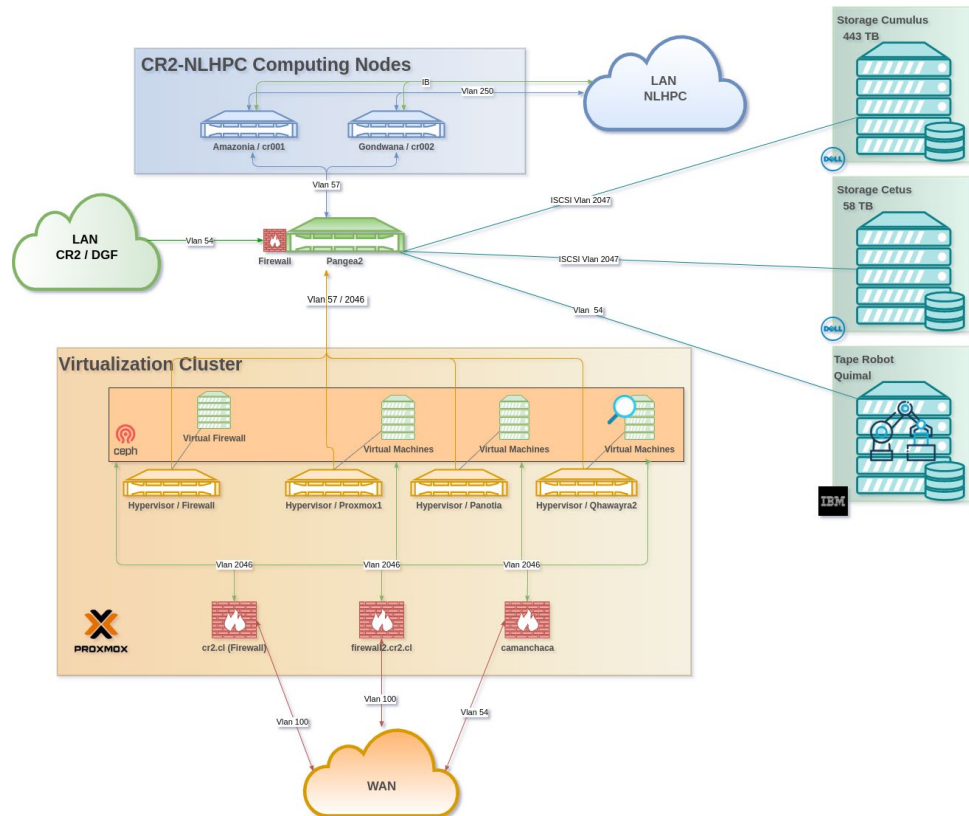 Storage Cumulus
443 TB
CR2-NLHPC Computing Nodes
IB
Vlan 250
LAN
NLHPC
Amazonia / cr001
Gondwana / cr002
DELL
Vlan 57
Storage Cetus
58 TB
ISCSI Vlan 2047
LAN
CR2 / DGF
Vlan 54
Firewall
Pangea2
ISCSI Vlan 2047
Vlan 57 / 2046
Vlan 54
DELL
Virtualization Cluster
Tape Robot
Quimal
Virtual Firewall
ceph
Virtual Machines
Virtual Machines
Virtual Machines
Hypervisor / Firewall
Hypervisor / Proxmox1
Hypervisor / Panotia
Hypervisor / Qhawayra2
IBM
Vlan 2046
Vlan 2046
Vlan 2046
PROXMOX
cr2.cl (Firewall)
firewall2.cr2.cl
camanchaca
Vlan 100
Vlan 100
Vlan 54
WAN